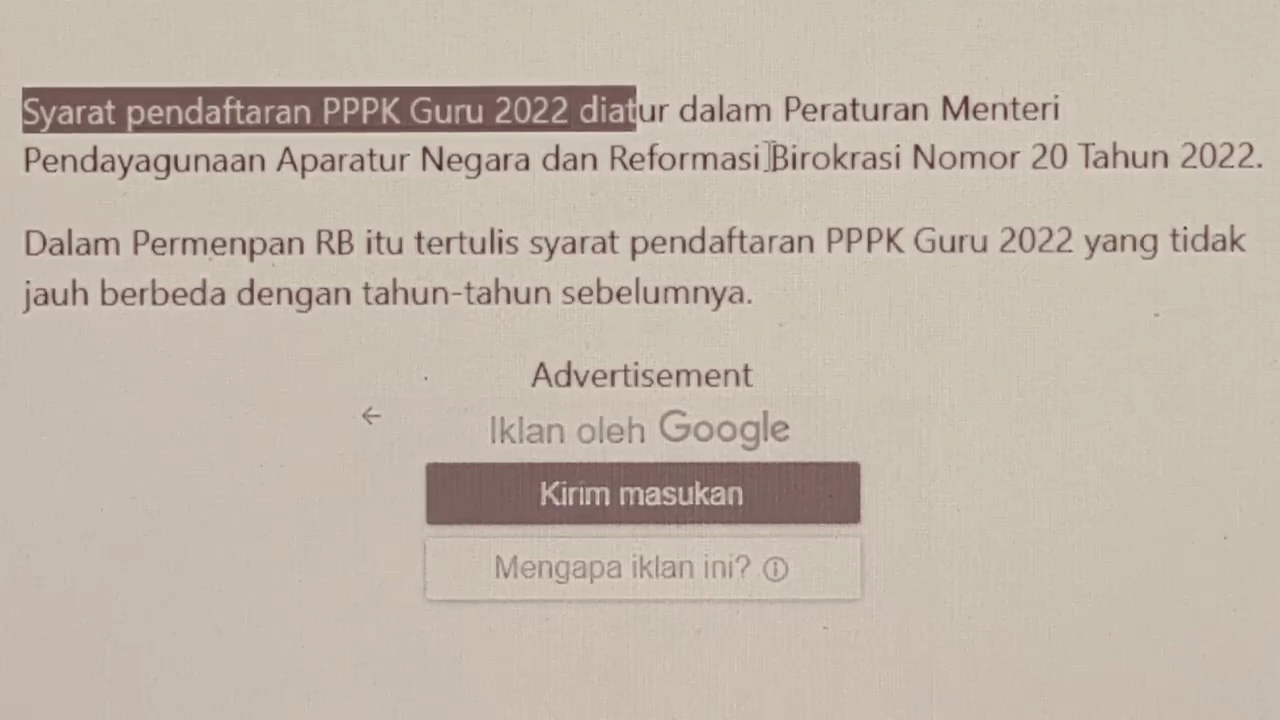 Syarat pendaftaran PPPK Guru 2022 diatur dalam Peraturan Menteri
Pendayagunaan Aparatur Negara dan Reformasi Birokrasi Nomor 20 Tahun 2022.
Dalam Permenpan RB itu tertulis syarat pendaftaran PPPK Guru 2022 yang tidak
jauh berbeda dengan tahun-tahun sebelumnya.
Advertisement
Iklan oleh Google
Kirim masukan
Mengapa iklan ini?